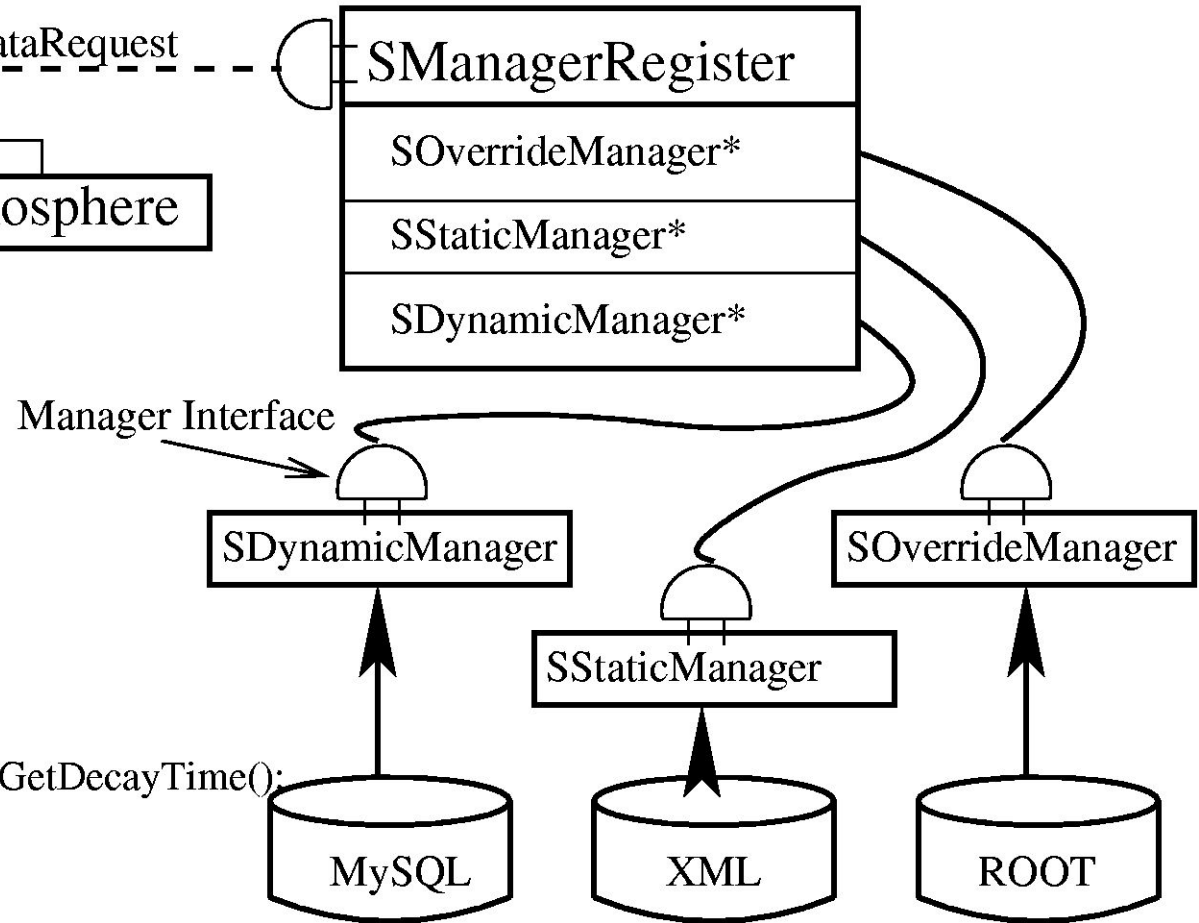 ataRequest
SManagerRegister
SOverrideManager*
osphere
SStaticManager*
SDynamicManager*
Manager Interface
SDynamicManager
SOverrideManager
SStaticManager
GetDecayTime();
MySQL
XML
ROOT